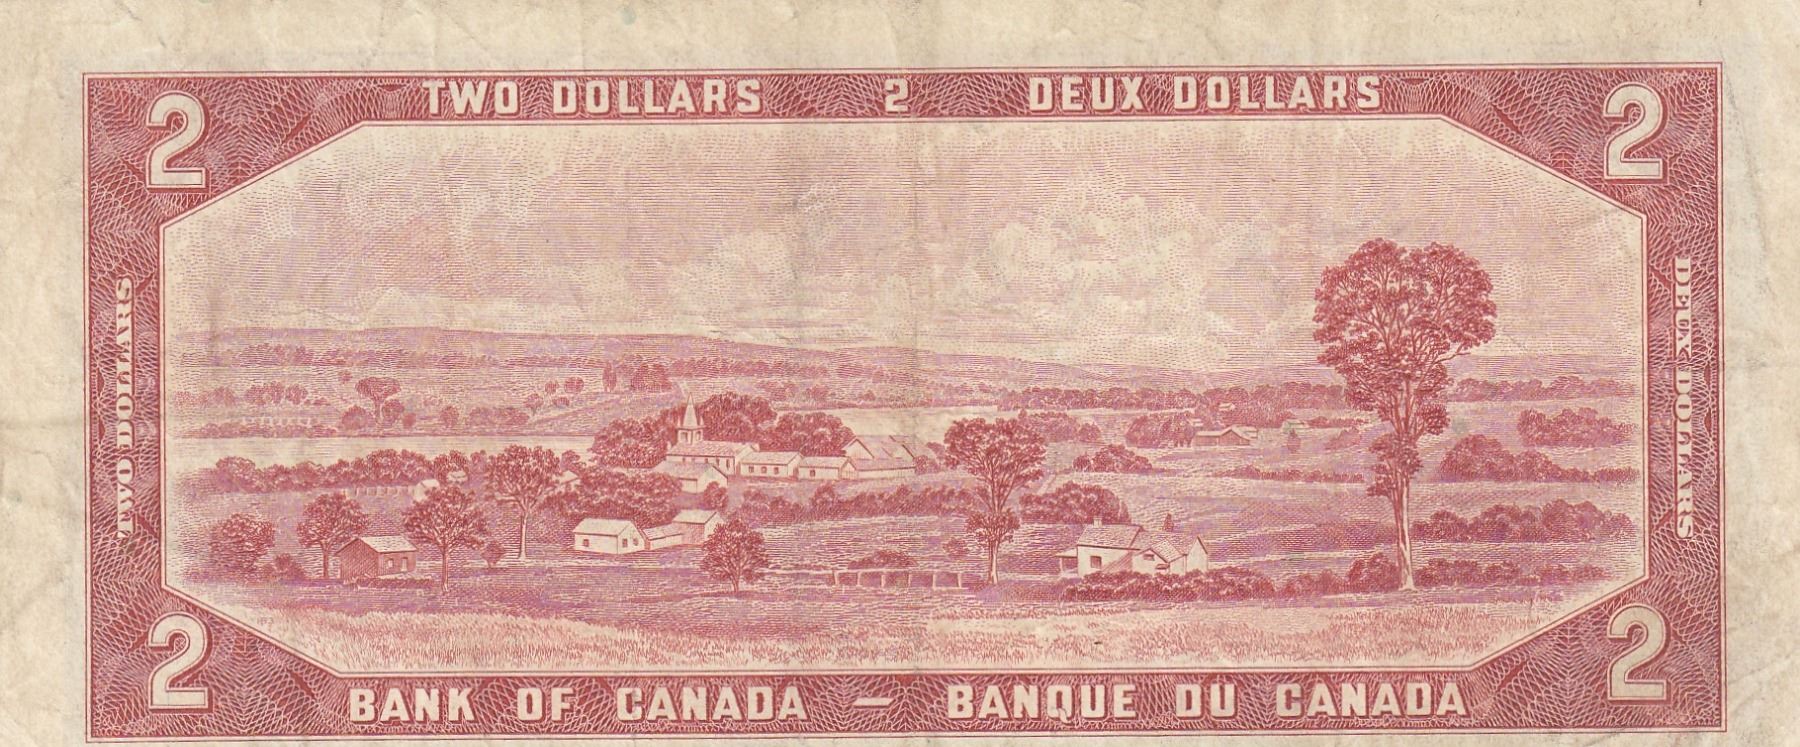 2 TWO DOLLARS 2 DEUX DOLLARS 2
TWO DOLLARS
DEUX DOLLARS
2 BANK OF CANADA — BANQUE DU CANADA 2